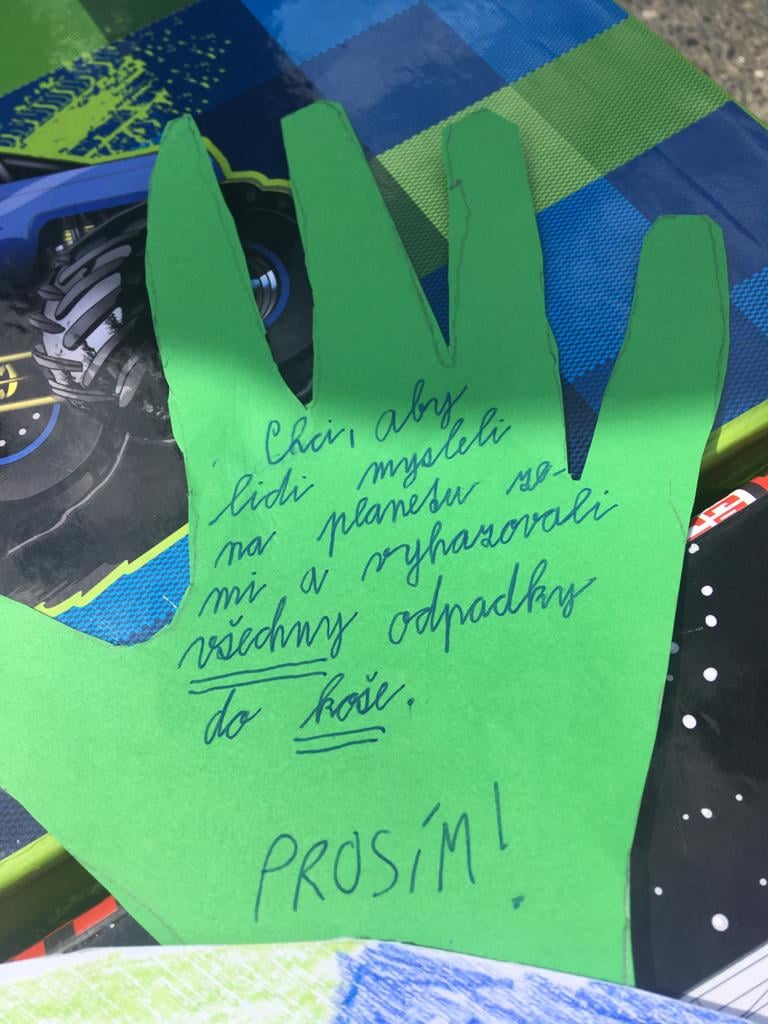 Chci, aby
lidi mysleli
na planetu ze-
mi a vyhazovali
všechny odpadky
do koše.
PROSÍM!